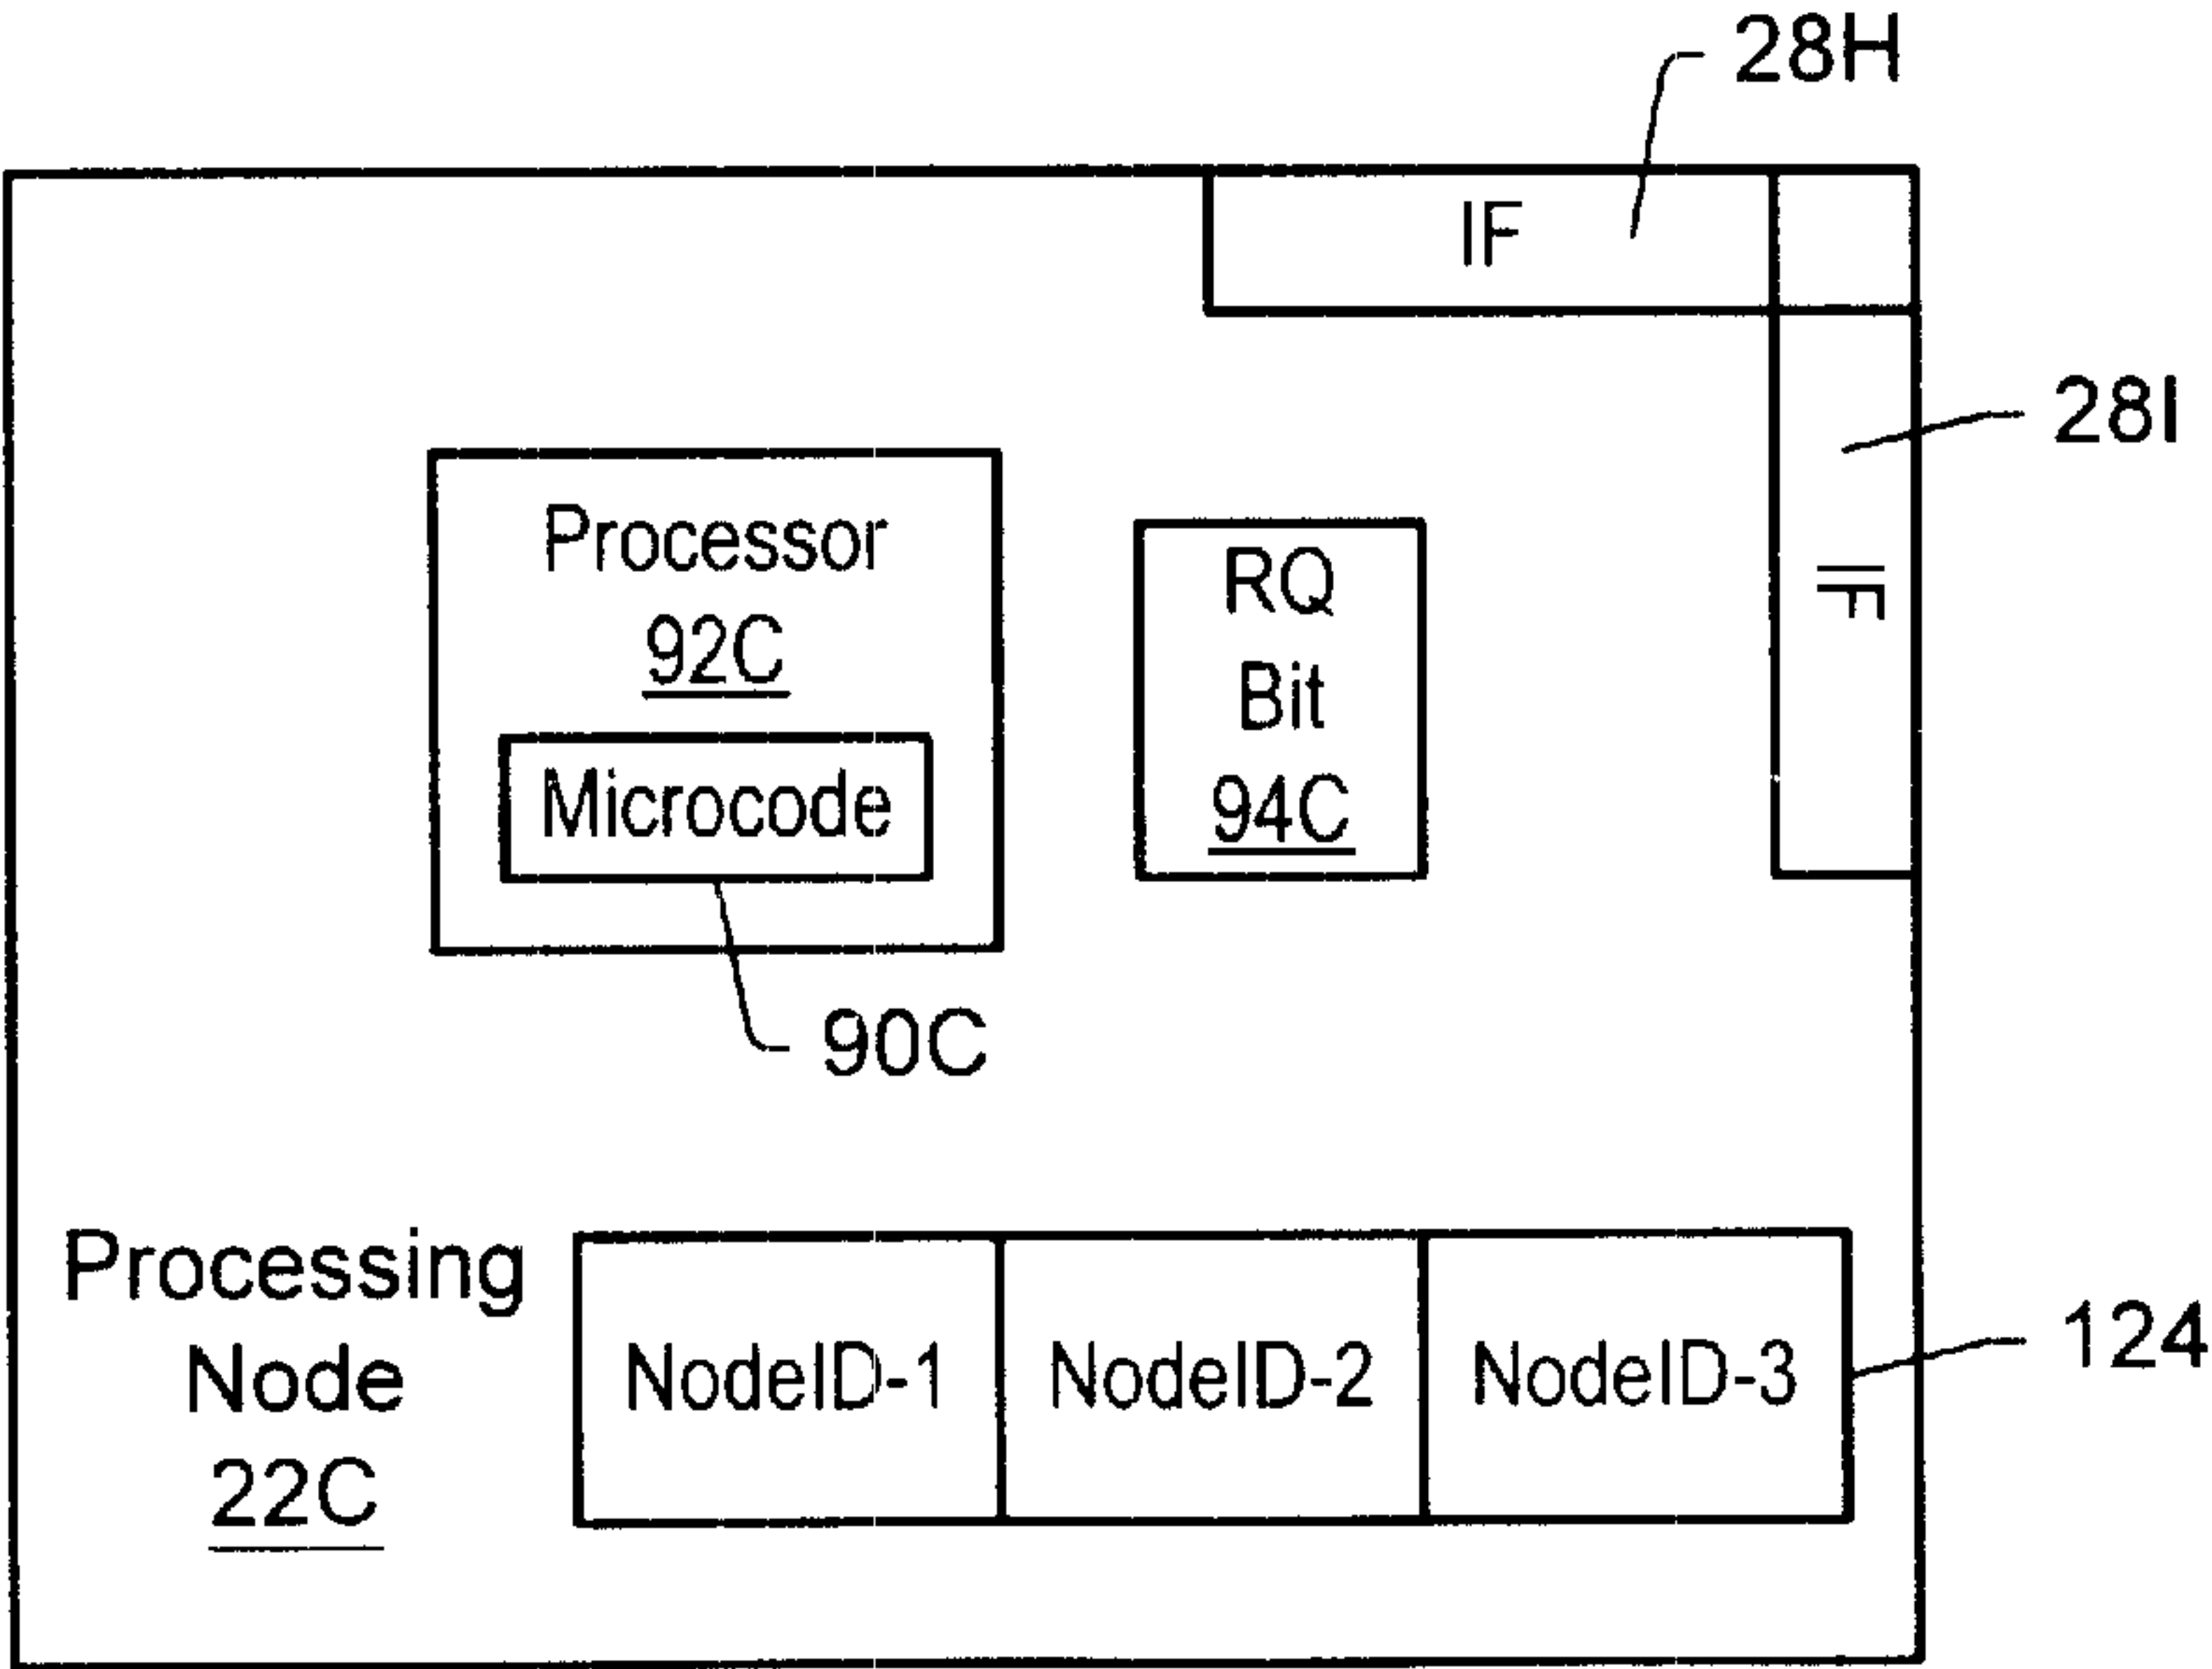 28H
IF
28I
IF
Processor
92C
Microcode
90C
RQ
Bit
94C
Processing
Node
22C
NodeID-1
NodeID-2
NodeID-3
124